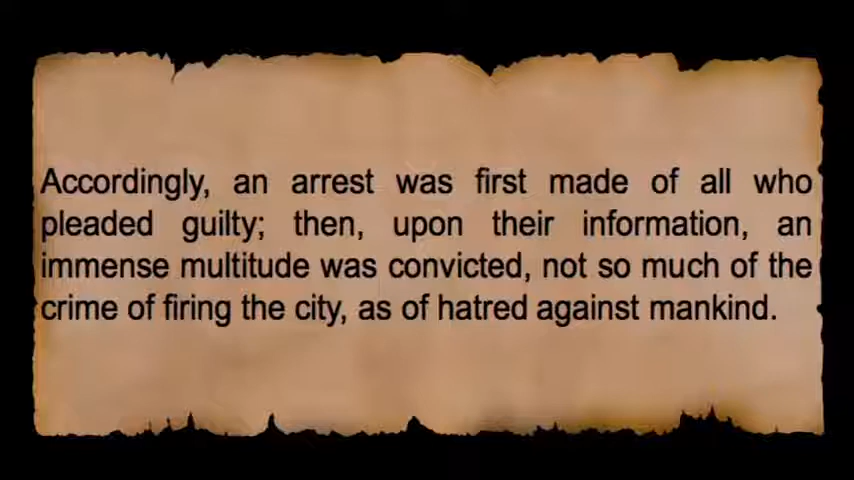 Accordingly, an arrest was first made of all who
pleaded guilty; then, upon their information, an
immense multitude was convicted, not so much of the
crime of firing the city, as of hatred against mankind.